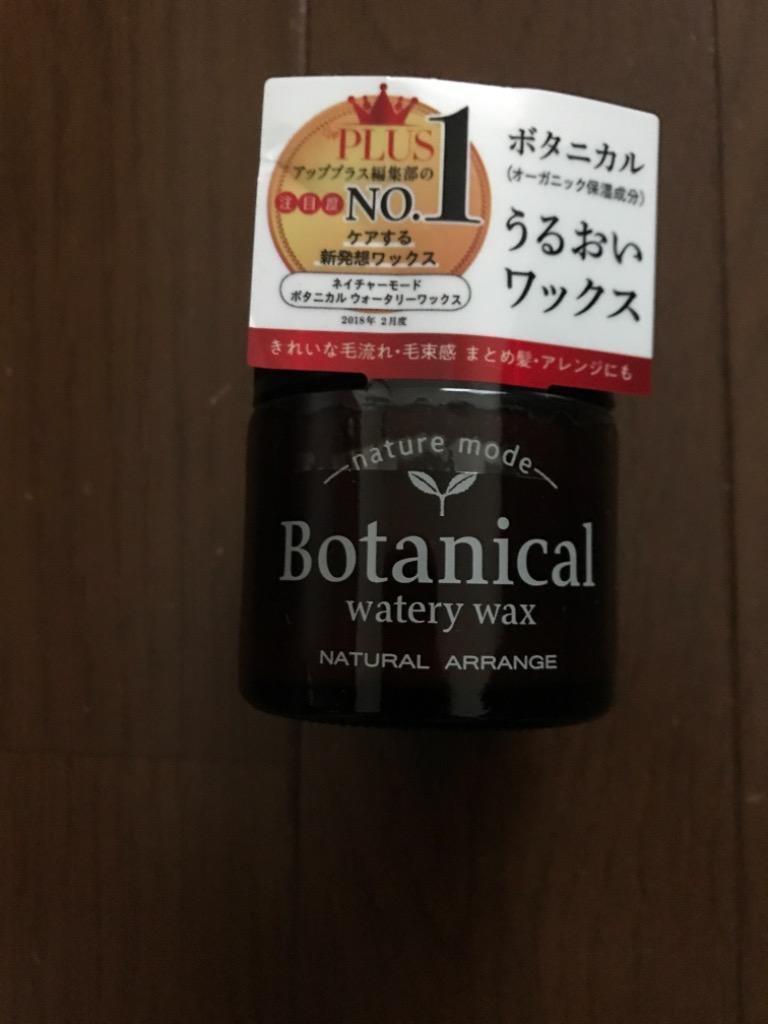 up PLUS
アッププラス編集部の
注目度 NO.1
ケアする
新発想ワックス
ネイチャーモード
ボタニカル ウォータリーワックス
2018年 2月度
ボタニカル
(オーガニック保湿成分)
うるおい
ワックス
きれいな毛流れ・毛束感 まとめ髪・アレンジにも
nature mode
Botanical
watery wax
NATURAL ARRANGE